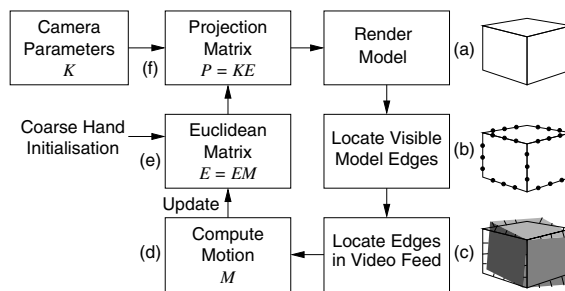 Camera
Parameters
K
(f)
Projection
Matrix
P = KE
Render
Model
(a)
Coarse Hand
Initialisation
(e)
Euclidean
Matrix
E = EM
Locate Visible
Model Edges
(b)
Update
(d)
Compute
Motion
M
Locate Edges
in Video Feed
(c)